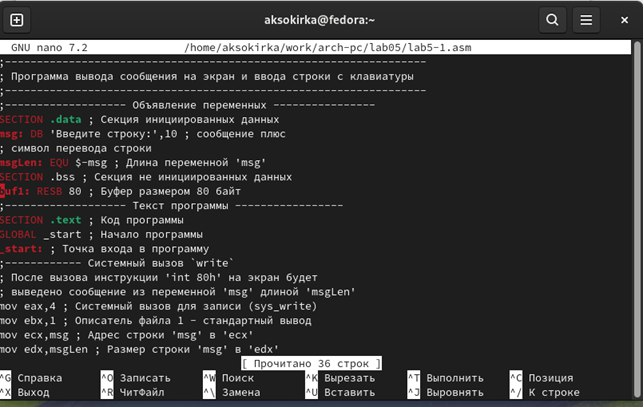 aksokirka@fedora:~
GNU nano 7.2 /home/aksokirka/work/arch-pc/lab05/lab5-1.asm
;---------------------------------------------------------------
; Программа вывода сообщения на экран и ввода строки с клавиатуры
;---------------------------------------------------------------
;------------------- Объявление переменных ----------------
SECTION .data ; Секция инициированных данных
msg: DB 'Введите строку:',10 ; сообщение плюс
; символ перевода строки
msgLen: EQU $-msg ; Длина переменной 'msg'
SECTION .bss ; Секция не инициированных данных
buf1: RESB 80 ; Буфер размером 80 байт
;------------------- Текст программы -----------------
SECTION .text ; Код программы
GLOBAL _start ; Начало программы
_start: ; Точка входа в программу
;------------ Системный вызов `write`
; После вызова инструкции 'int 80h' на экран будет
; выведено сообщение из переменной 'msg' длиной 'msgLen'
mov eax,4 ; Системный вызов для записи (sys_write)
mov ebx,1 ; Описатель файла 1 - стандартный вывод
mov ecx,msg ; Адрес строки 'msg' в 'ecx'
mov edx,msgLen ; Размер строки 'msg' в 'edx'
[ Прочитано 36 строк ]
^G Справка ^O Записать ^W Поиск ^K Вырезать ^T Выполнить ^C Позиция
^X Выход ^R ЧитФайл ^\ Замена ^U Вставить ^J Выровнять ^/ К строке